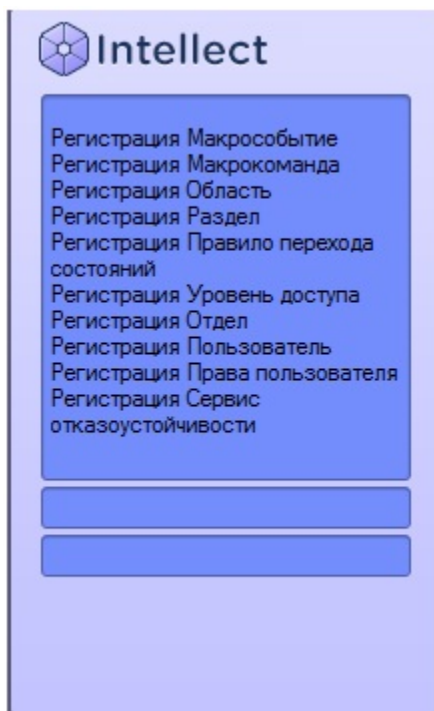 Intellect
Регистрация Макрособытие
Регистрация Макрокоманда
Регистрация Область
Регистрация Раздел
Регистрация Правило перехода
состояний
Регистрация Уровень доступа
Регистрация Отдел
Регистрация Пользователь
Регистрация Права пользователя
Регистрация Сервис
отказоустойчивости